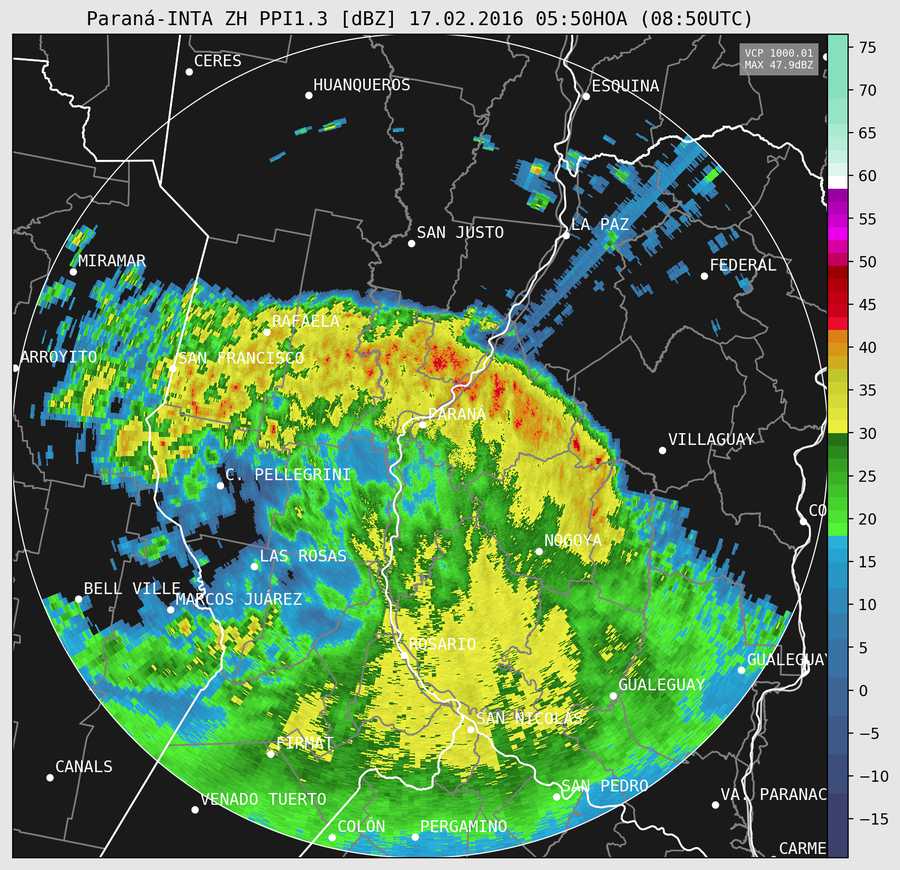 Paraná-INTA ZH PPI1.3 [dBZ] 17.02.2016 05:50HOA (08:50UTC)
VCP 1000.01
MAX 47.9dBZ
75
70
65
60
55
50
45
40
35
30
25
20
15
10
5
0
−5
−10
−15
CERES
HUANQUEROS
ESQUINA
SAN JUSTO
LA PAZ
MIRAMAR
FEDERAL
RAFAELA
ARROYITO
SAN FRANCISCO
PARANA
VILLAGUAY
C. PELLEGRINI
CO
NOGOYA
LAS ROSAS
BELL VILLE
MARCOS JUÁREZ
ROSARIO
GUALEGUAY
GUALEGUAY
SAN NICOLÁS
FIRMAT
CANALS
SAN PEDRO
VENADO TUERTO
VA. PARANAC
COLÓN
PERGAMINO
CARME